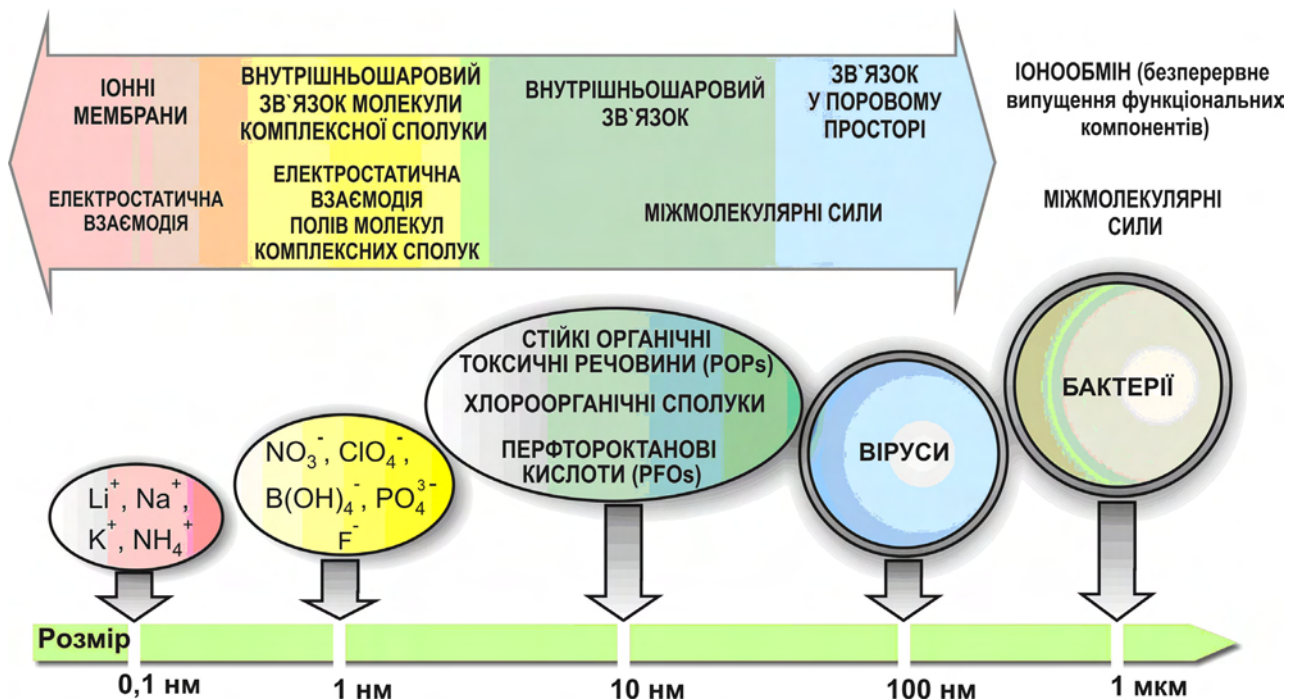 ІОННІ
МЕМБРАНИ
ВНУТРІШНЬОШАРОВИЙ
ЗВ`ЯЗОК МОЛЕКУЛИ
КОМПЛЕКСНОЇ СПОЛУКИ
ВНУТРІШНЬОШАРОВИЙ
ЗВ`ЯЗОК
ЗВ`ЯЗОК
У ПОРОВОМУ
ПРОСТОРІ
ІОНООБМІН (безперервне
випущення функціональних
компонентів)
ЕЛЕКТРОСТАТИЧНА
ВЗАЄМОДІЯ
ЕЛЕКТРОСТАТИЧНА
ВЗАЄМОДІЯ
ПОЛІВ МОЛЕКУЛ
КОМПЛЕКСНИХ СПОЛУК
МІЖМОЛЕКУЛЯРНІ СИЛИ
МІЖМОЛЕКУЛЯРНІ
СИЛИ
Li⁺, Na⁺,
K⁺, NH₄⁺
NO₃⁻, ClO₄⁻,
B(OH)₄⁻, PO₄³⁻
F⁻
СТІЙКІ ОРГАНІЧНІ
ТОКСИЧНІ РЕЧОВИНИ (POPs)
ХЛОРООРГАНІЧНІ СПОЛУКИ
ПЕРФТОРОКТАНОВІ
КИСЛОТИ (PFOs)
ВІРУСИ
БАКТЕРІЇ
Розмір
0,1 нм
1 нм
10 нм
100 нм
1 мкм